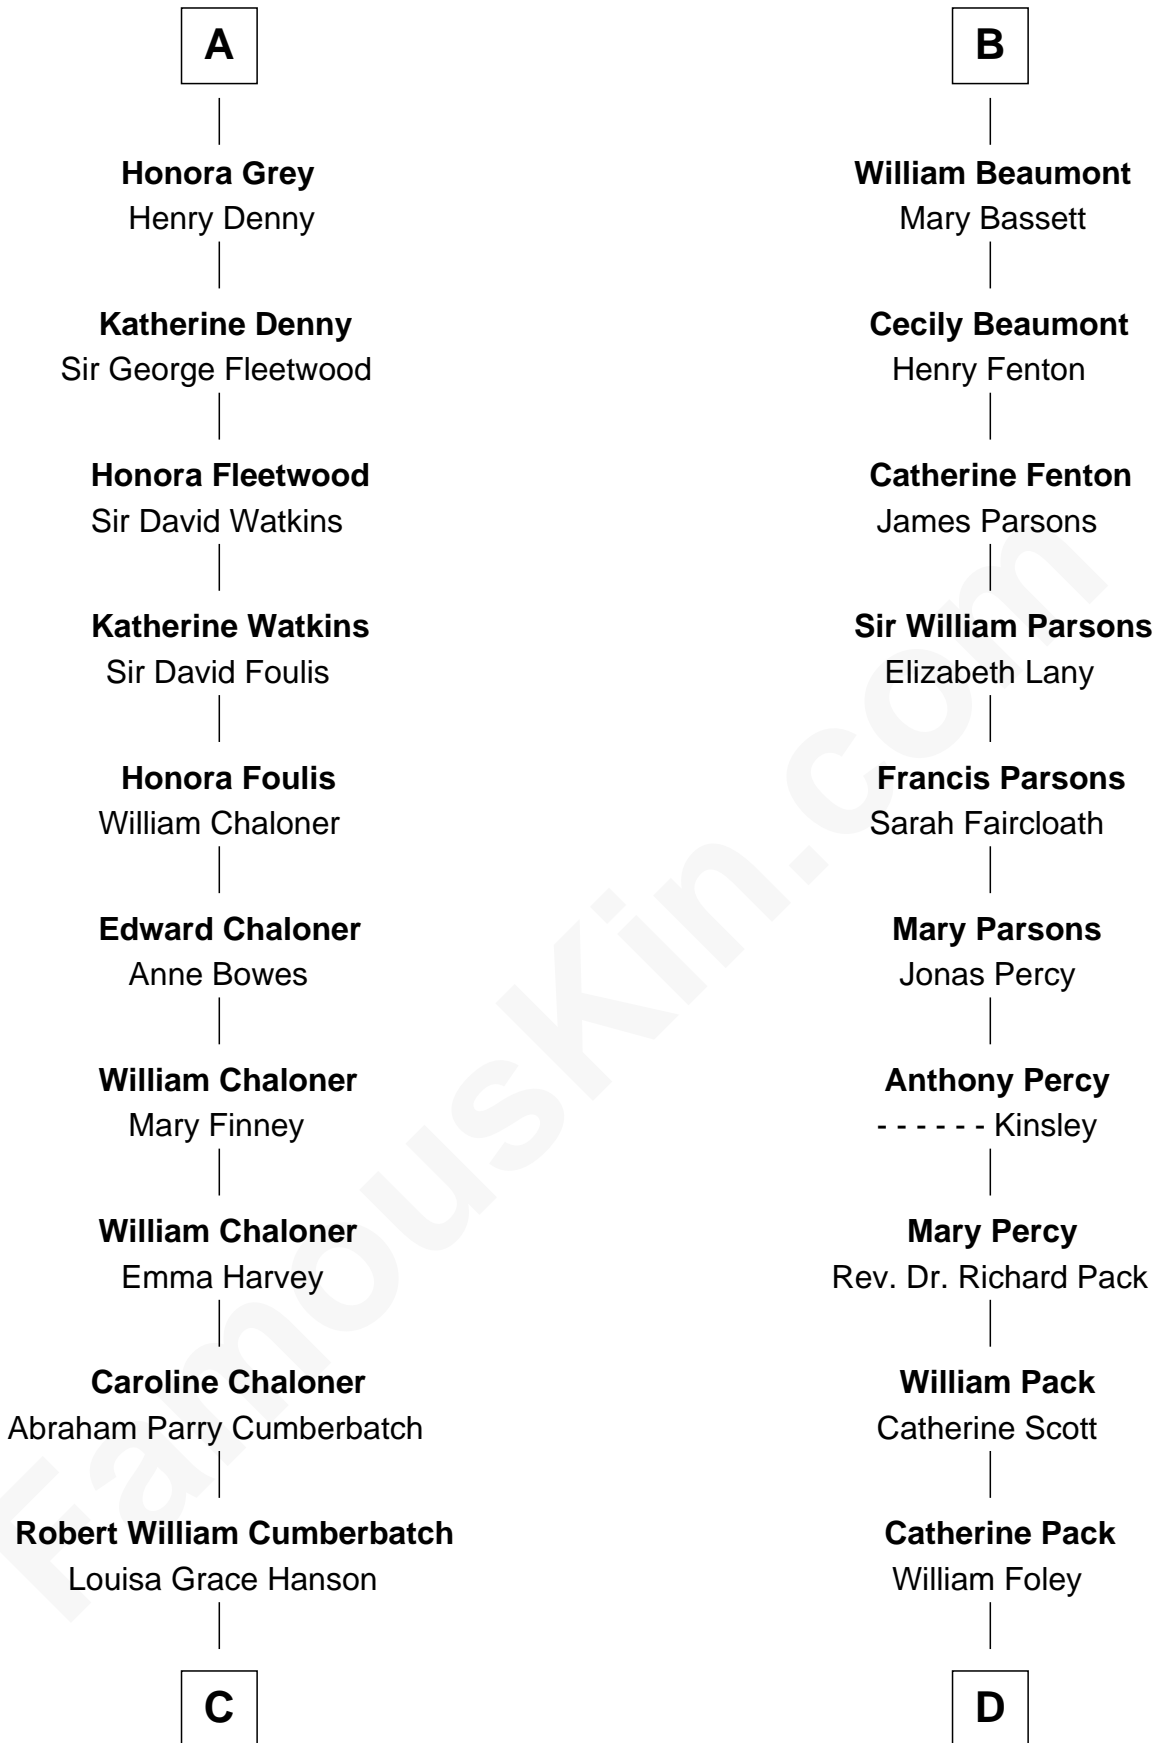 A
Honora Grey
Henry Denny
Katherine Denny
Sir George Fleetwood
Honora Fleetwood
Sir David Watkins
Katherine Watkins
Sir David Foulis
Honora Foulis
William Chaloner
Edward Chaloner
Anne Bowes
William Chaloner
Mary Finney
William Chaloner
Emma Harvey
Caroline Chaloner
Abraham Parry Cumberbatch
Robert William Cumberbatch
Louisa Grace Hanson
C
B
William Beaumont
Mary Bassett
Cecily Beaumont
Henry Fenton
Catherine Fenton
James Parsons
Sir William Parsons
Elizabeth Lany
Francis Parsons
Sarah Faircloath
Mary Parsons
Jonas Percy
Anthony Percy
- - - - - - Kinsley
Mary Percy
Rev. Dr. Richard Pack
William Pack
Catherine Scott
Catherine Pack
William Foley
D
FamousKin.com